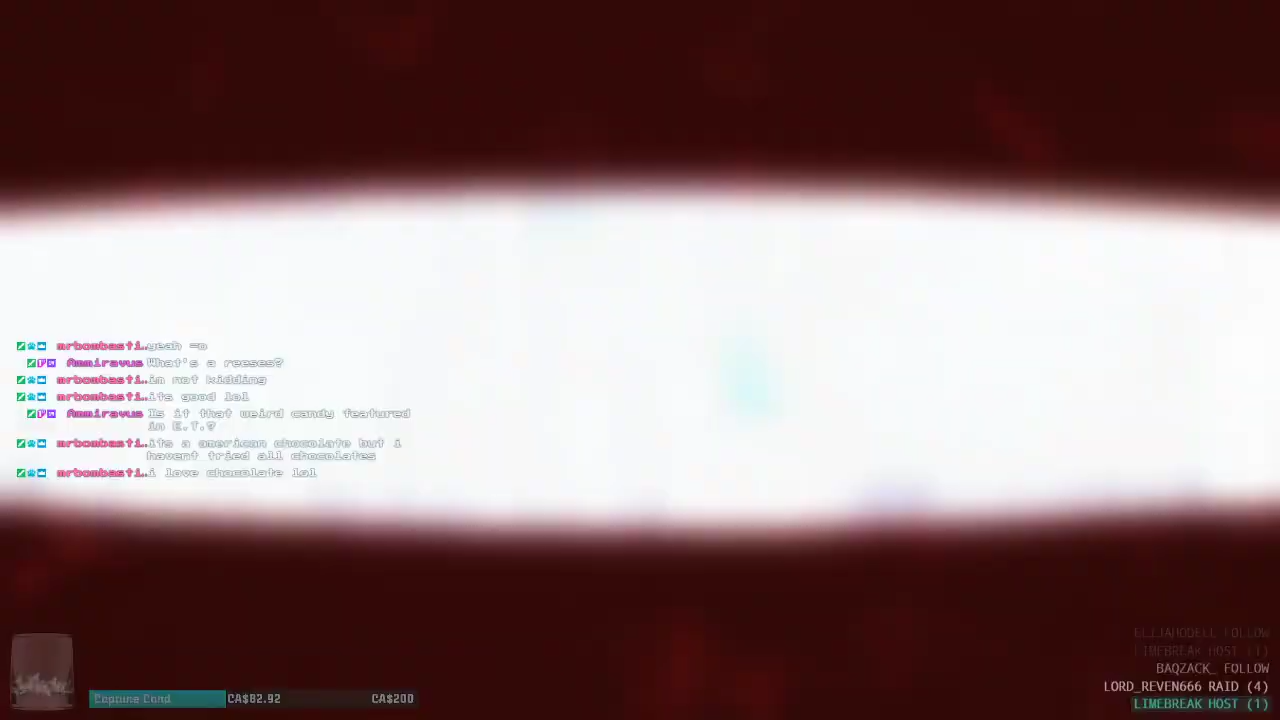 mrbombasti..yeah =n
Ammiravus What's a reeses?
mrbombasti..im not kidding
mrbombasti..its good lol
Ammiravus Is it that weird candy featured
in E.T.?
mrbombasti..its a american chocolate but i
havent tried all chocolates
mrbombasti..i love chocolate lol
ELIJAHODELL FOLLOW
LIMEBREAK HOST (1)
BAQZACK_ FOLLOW
LORD_REVEN666 RAID (4)
LIMEBREAK HOST (1)
Capture Card CA$82.92 CA$200